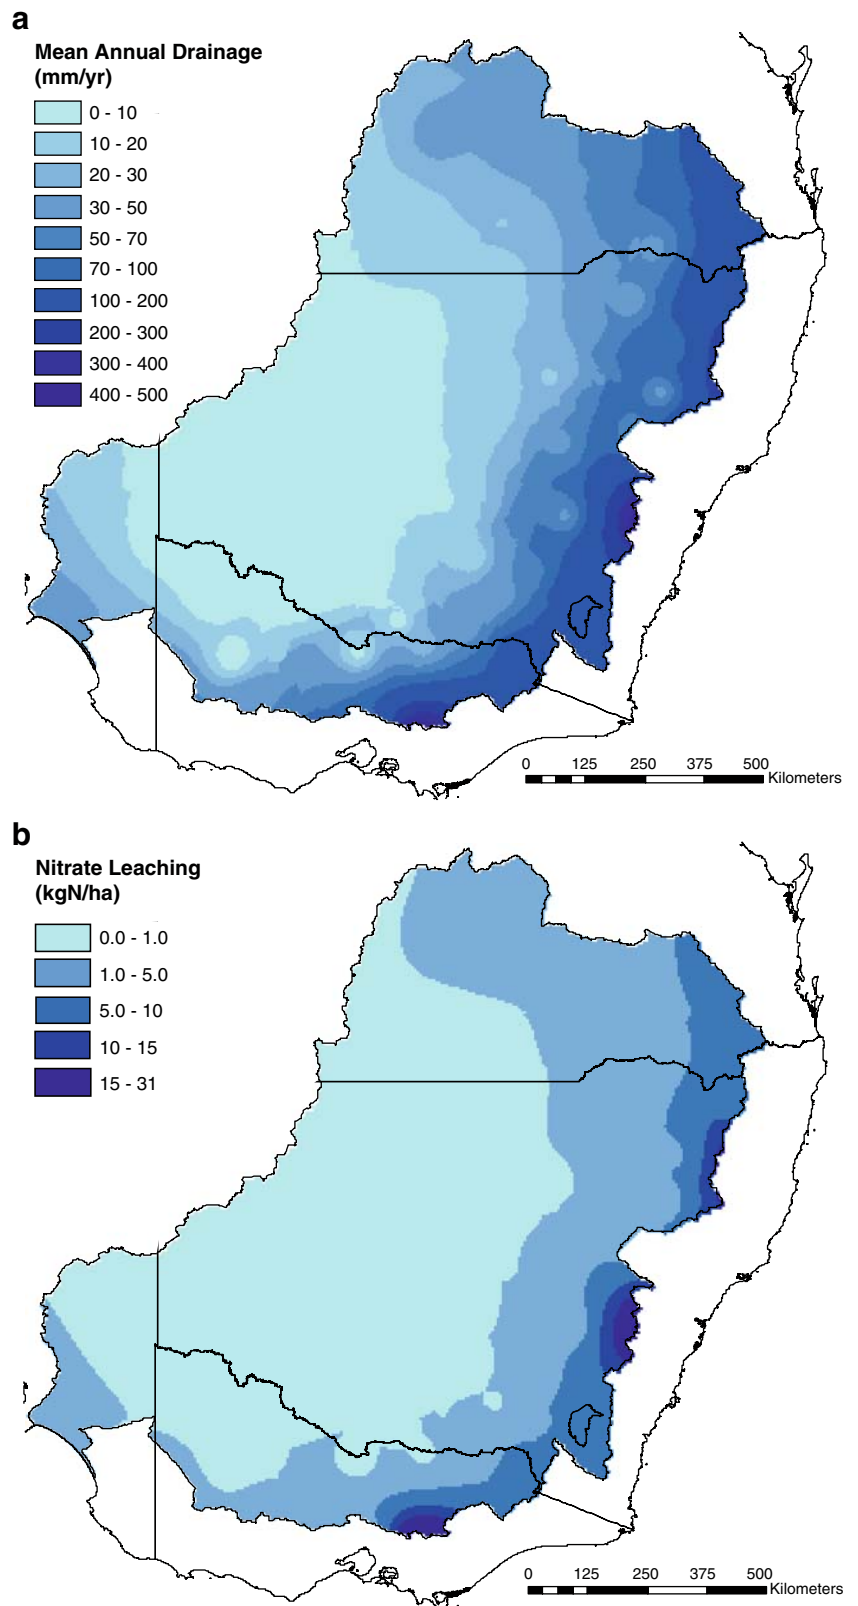 a
Mean Annual Drainage
(mm/yr)
0 - 10
10 - 20
20 - 30
30 - 50
50 - 70
70 - 100
100 - 200
200 - 300
300 - 400
400 - 500
0 125 250 375 500
Kilometers
b
Nitrate Leaching
(kgN/ha)
0.0 - 1.0
1.0 - 5.0
5.0 - 10
10 - 15
15 - 31
0 125 250 375 500
Kilometers